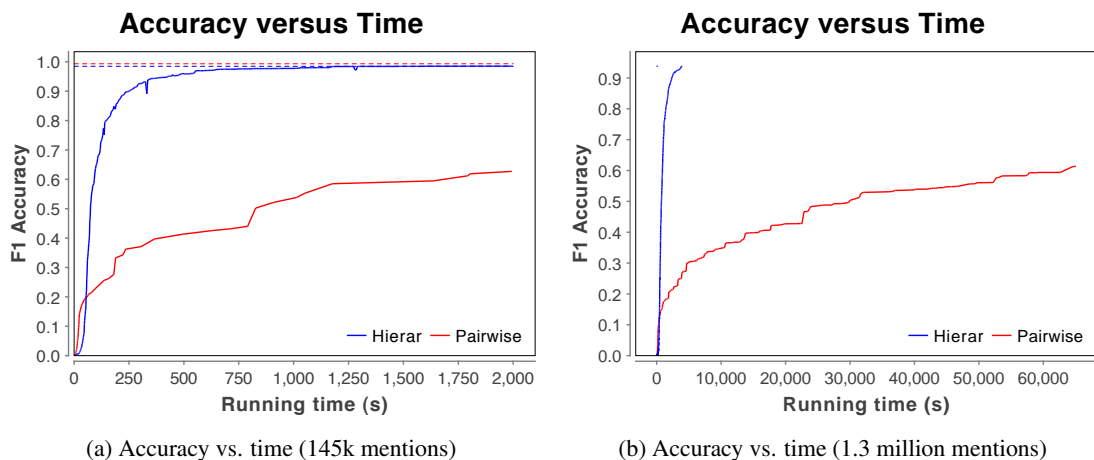 Accuracy versus Time
F1 Accuracy
1.0
0.9
0.8
0.7
0.6
0.5
0.4
0.3
0.2
0.1
0.0
Hierar Pairwise
0 250 500 750 1,000 1,250 1,500 1,750 2,000
Running time (s)
(a) Accuracy vs. time (145k mentions)
Accuracy versus Time
F1 Accuracy
0.9
0.8
0.7
0.6
0.5
0.4
0.3
0.2
0.1
0.0
Hierar Pairwise
0 10,000 20,000 30,000 40,000 50,000 60,000
Running time (s)
(b) Accuracy vs. time (1.3 million mentions)